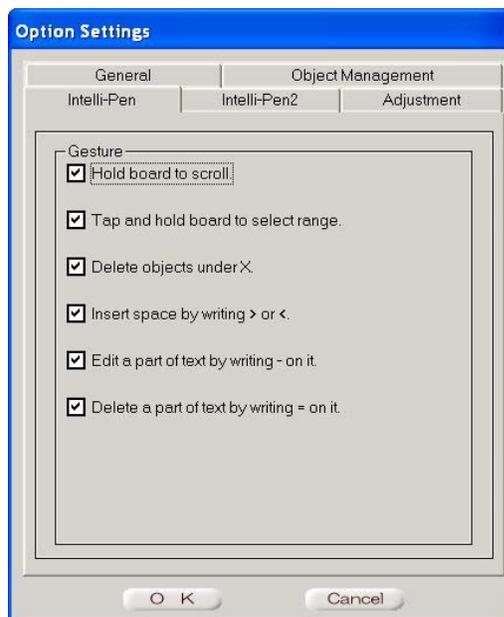 Option Settings
General Object Management
Intelli-Pen Intelli-Pen2 Adjustment
Gesture
Hold board to scroll.
Tap and hold board to select range.
Delete objects under X.
Insert space by writing > or <.
Edit a part of text by writing - on it.
Delete a part of text by writing = on it.
O K Cancel